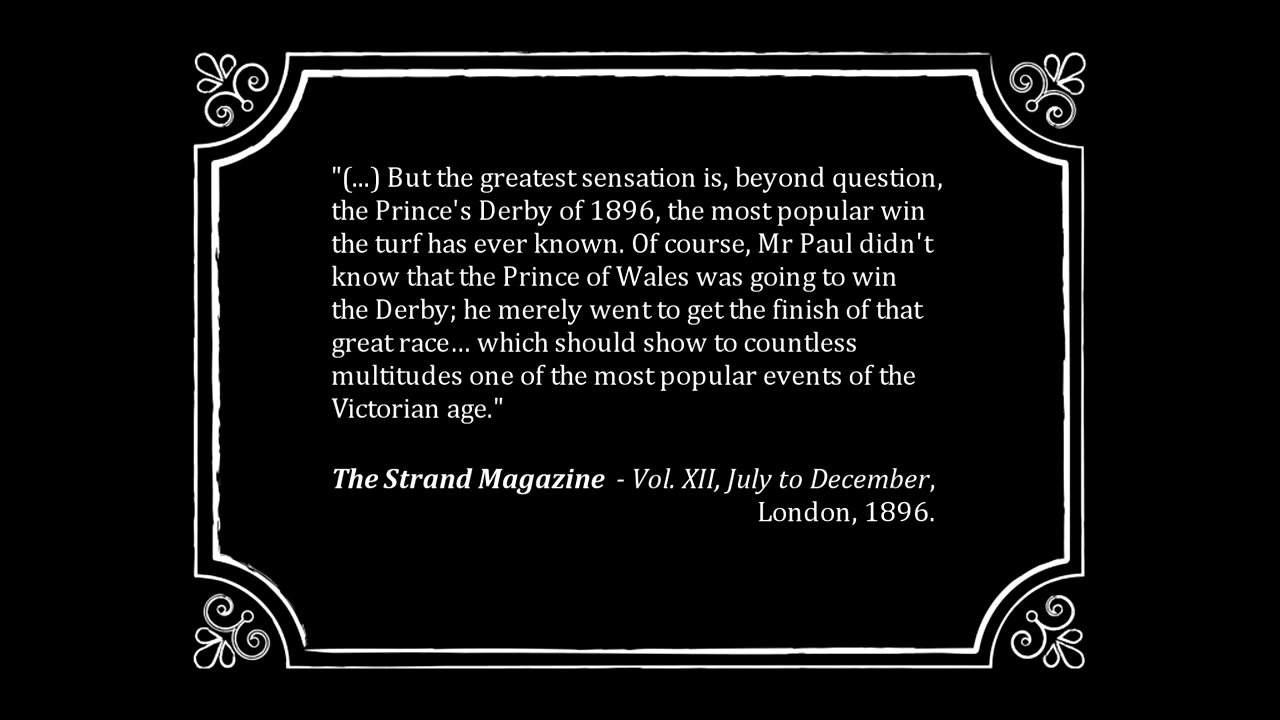 "(...) But the greatest sensation is, beyond question,
the Prince's Derby of 1896, the most popular win
the turf has ever known. Of course, Mr Paul didn't
know that the Prince of Wales was going to win
the Derby; he merely went to get the finish of that
great race... which should show to countless
multitudes one of the most popular events of the
Victorian age."
The Strand Magazine - Vol. XII, July to December,
London, 1896.